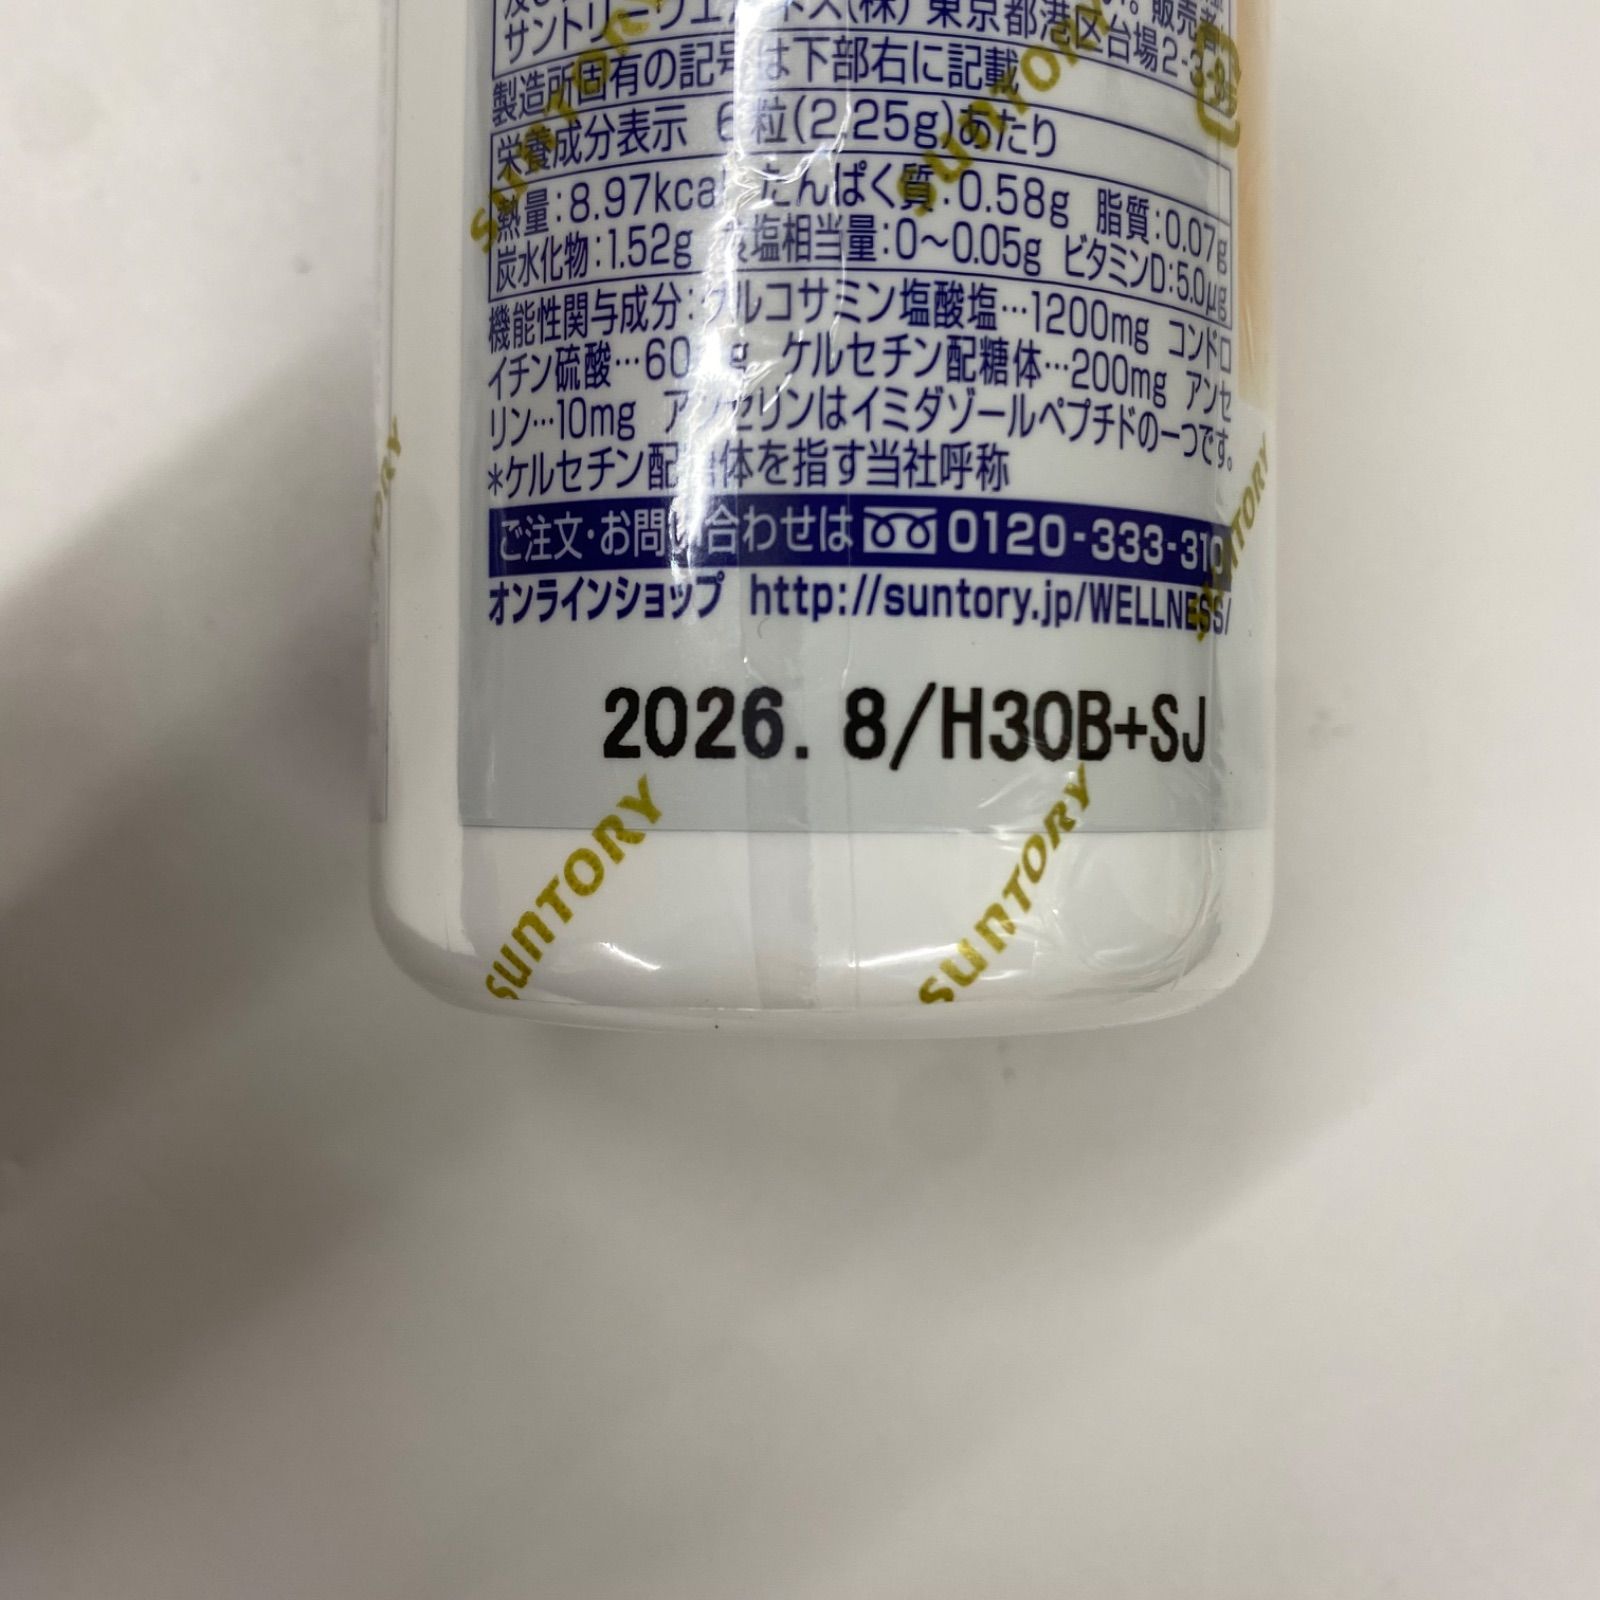 サントリーウエルネス(株) 東京都港区台場2-3-3
製造所固有の記号は下部右に記載
栄養成分表示 6粒(2.25g)あたり
熱量:8.97kcal たんぱく質:0.58g 脂質:0.07g
炭水化物:1.52g 食塩相当量:0〜0.05g ビタミンD:5.0μg
機能性関与成分:グルコサミン塩酸塩…1200mg コンドロ
イチン硫酸…60mg ケルセチン配糖体…200mg アンセ
リン…10mg アンセリンはイミダゾールペプチドの一つです。
*ケルセチン配糖体を指す当社呼称
ご注文・お問い合わせは 0120-333-310
オンラインショップ http://suntory.jp/WELLNESS/
2026. 8/H30B+SJ
SUNTORY SUNTORY